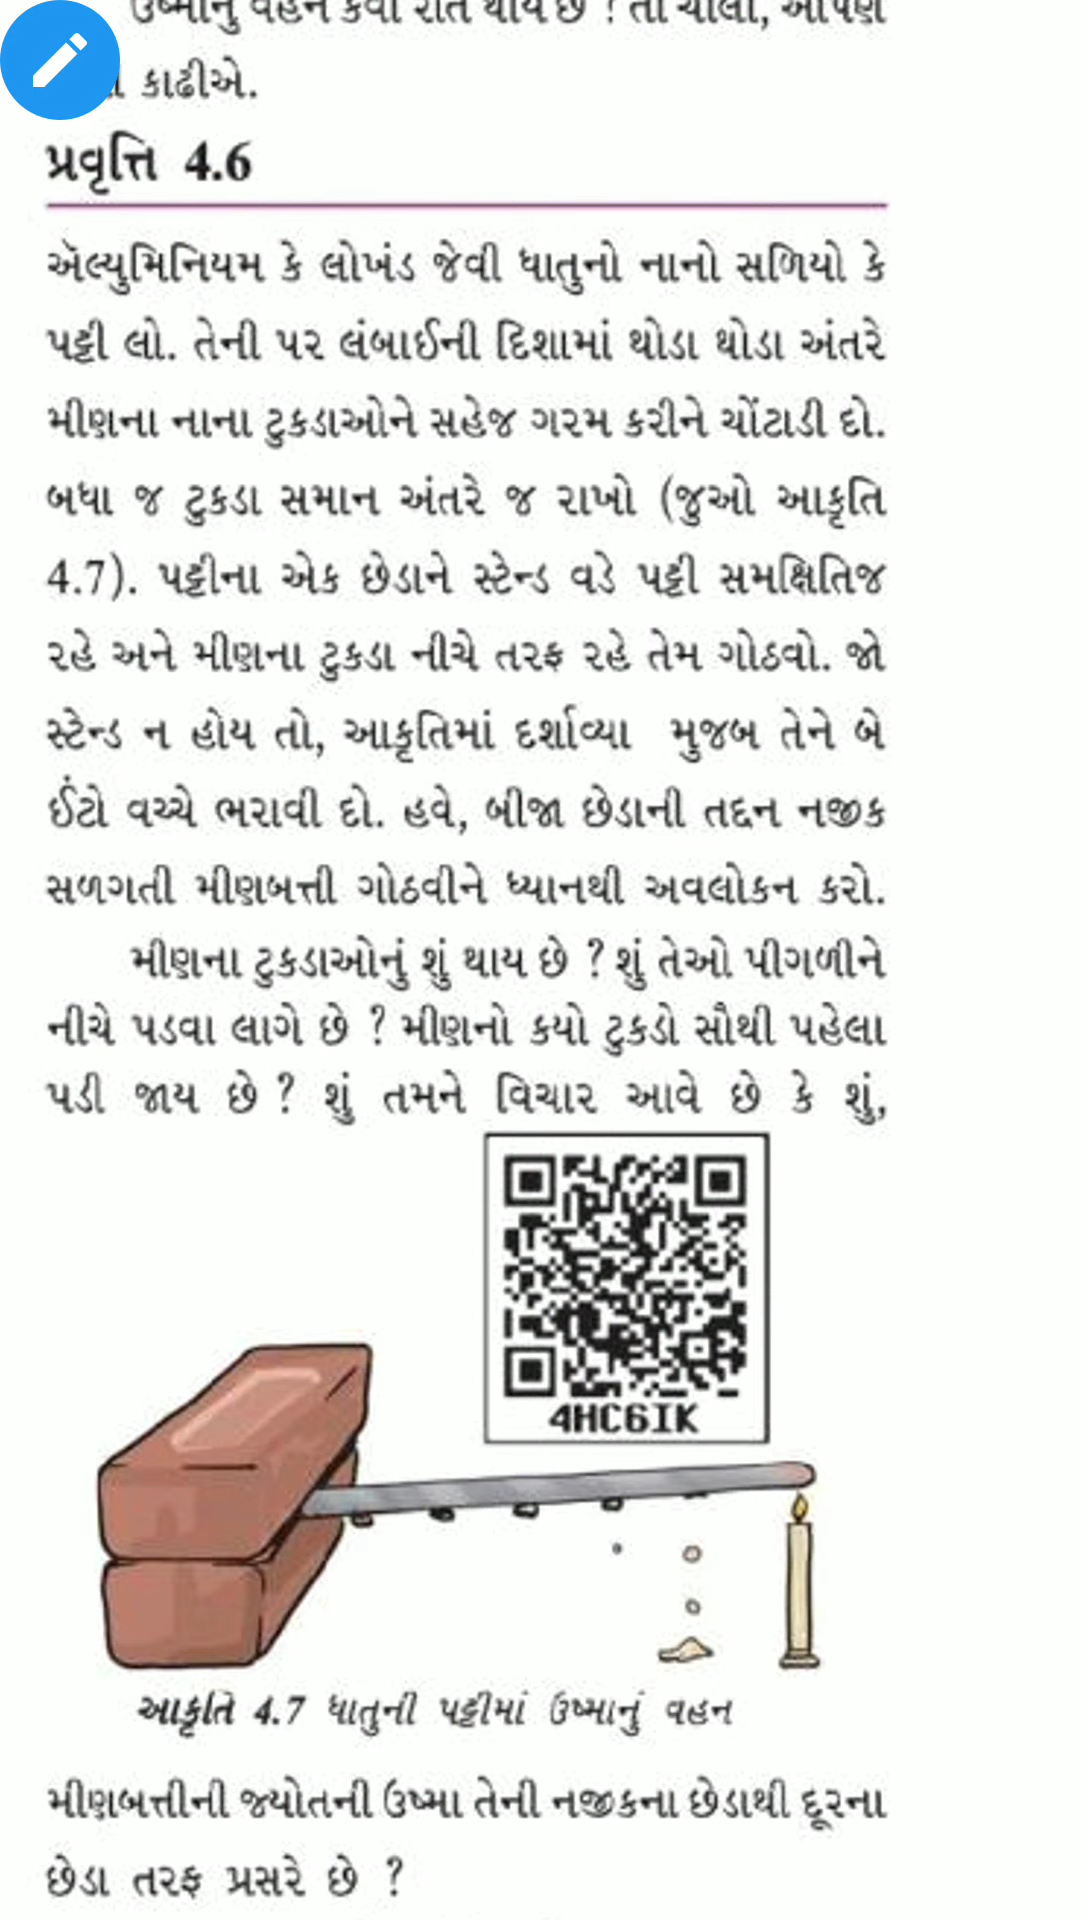 ઉષ્માનું વહન કેવી રીતે થાય છે ? તો ચાલો, આપણે
કાઢીએ.
પ્રવૃત્તિ 4.6
ઍલ્યુમિનિયમ કે લોખંડ જેવી ધાતુનો નાનો સળિયો કે
પટ્ટી લો. તેની પર લંબાઈની દિશામાં થોડા થોડા અંતરે
મીણના નાના ટુકડાઓને સહેજ ગરમ કરીને ચોંટાડી દો.
બધા જ ટુકડા સમાન અંતરે જ રાખો (જુઓ આકૃતિ
4.7). પટ્ટીના એક છેડાને સ્ટેન્ડ વડે પટ્ટી સમક્ષિતિજ
રહે અને મીણના ટુકડા નીચે તરફ રહે તેમ ગોઠવો. જો
સ્ટેન્ડ ન હોય તો, આકૃતિમાં દર્શાવ્યા મુજબ તેને બે
ઈંટો વચ્ચે ભરાવી દો. હવે, બીજા છેડાની તદ્દન નજીક
સળગતી મીણબત્તી ગોઠવીને ધ્યાનથી અવલોકન કરો.
મીણના ટુકડાઓનું શું થાય છે ? શું તેઓ પીગળીને
નીચે પડવા લાગે છે ? મીણનો કયો ટુકડો સૌથી પહેલા
પડી જાય છે ? શું તમને વિચાર આવે છે કે શું,
4HC6IK
આકૃતિ 4.7 ધાતુની પટ્ટીમાં ઉષ્માનું વહન
મીણબત્તીની જ્યોતની ઉષ્મા તેની નજીકના છેડાથી દૂરના
છેડા તરફ પ્રસરે છે ?